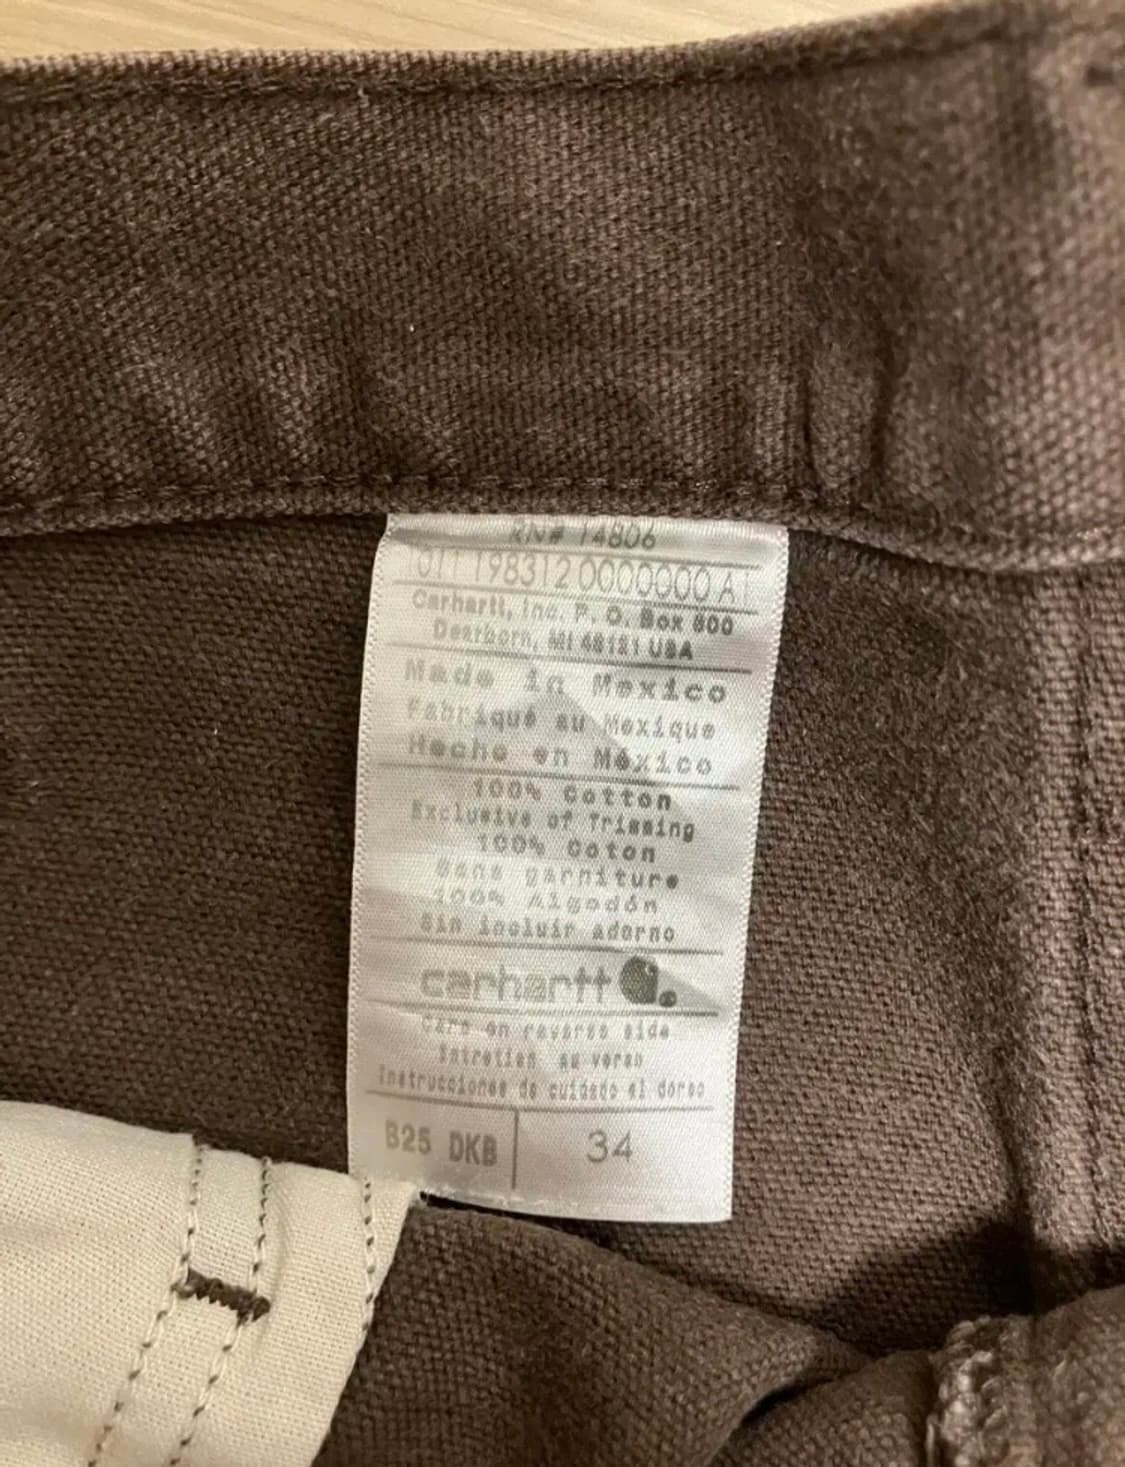 RN# 14806
011 198312 0000000 A1
Carhartt, Inc. P. O. Box 600
Dearborn, MI 48121 USA
Made in Mexico
Fabriqué au Mexique
Hecho en México
100% Cotton
Exclusive of Trimming
100% Coton
Sans garniture
100% Algodón
Sin incluir adorno
carhartt
Care on reverse side
Entretien au verso
Instrucciones de cuidado al dorso
B25 DKB 34